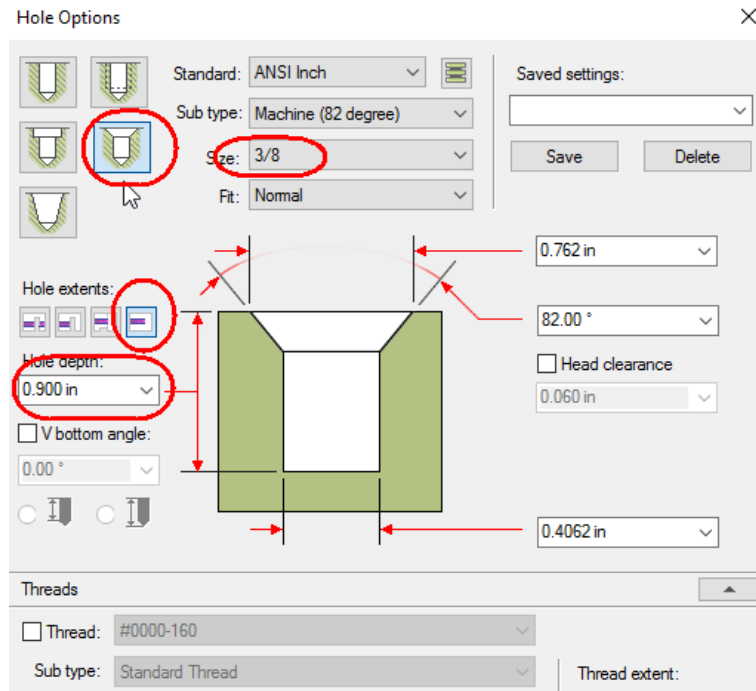 Hole Options
Standard: ANSI Inch
Saved settings:
Sub type: Machine (82 degree)
Size: 3/8
Save Delete
Fit: Normal
0.762 in
Hole extents:
82.00 °
Hole depth:
0.900 in
Head clearance
0.060 in
V bottom angle:
0.00 °
0.4062 in
Threads
Thread: #0000-160
Sub type: Standard Thread
Thread extent: